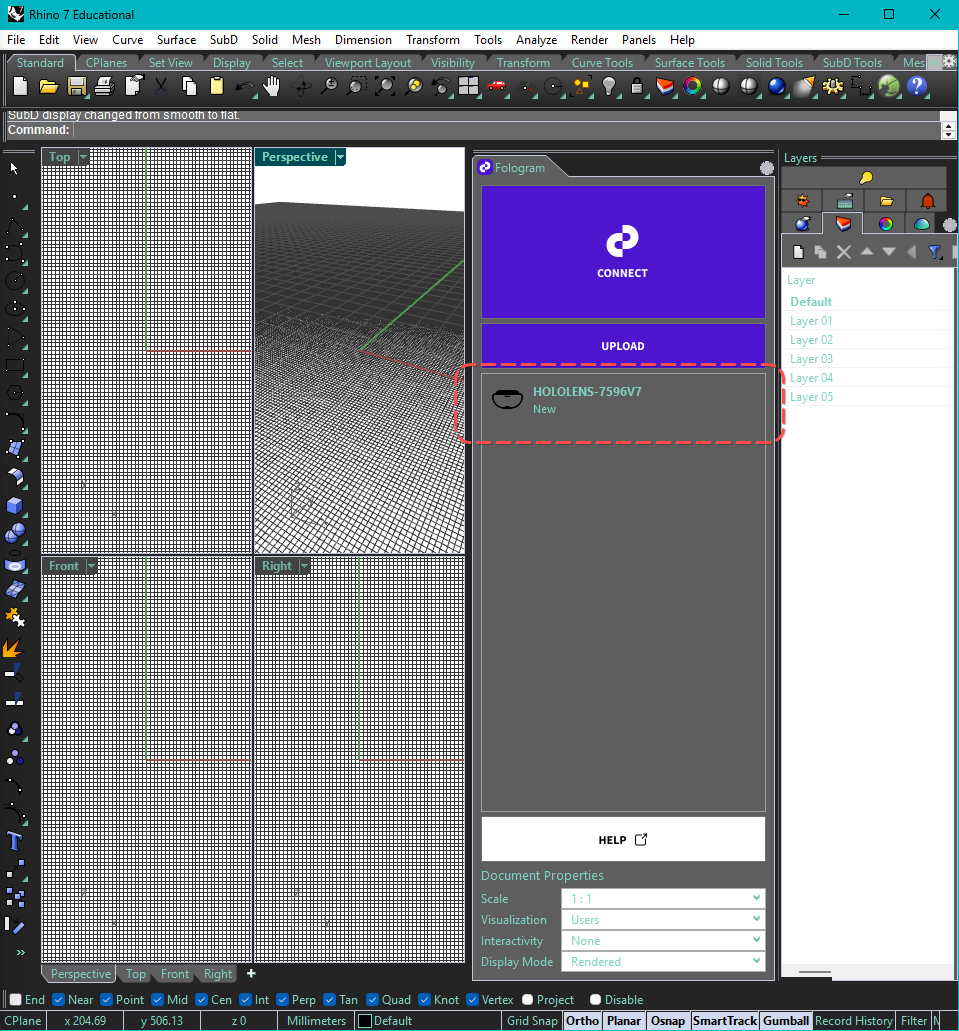 Rhino 7 Educational
File Edit View Curve Surface SubD Solid Mesh Dimension Transform Tools Analyze Render Panels Help
Standard CPlanes Set View Display Select Viewport Layout Visibility Transform Curve Tools Surface Tools Solid Tools SubD Tools Mes
SubD display changed from smooth to flat.
Command:
Top
Perspective
Fologram
CONNECT
UPLOAD
HOLOLENS-7596V7
New
Layers
Layer
Default
Layer 01
Layer 02
Layer 03
Layer 04
Layer 05
Front
Right
HELP
Document Properties
Scale 1 : 1
Visualization Users
Interactivity None
Display Mode Rendered
Perspective Top Front Right
End Near Point Mid Cen Int Perp Tan Quad Knot Vertex Project Disable
CPlane x 204.69 y 506.13 z 0 Millimeters Default Grid Snap Ortho Planar Osnap SmartTrack Gumball Record History Filter